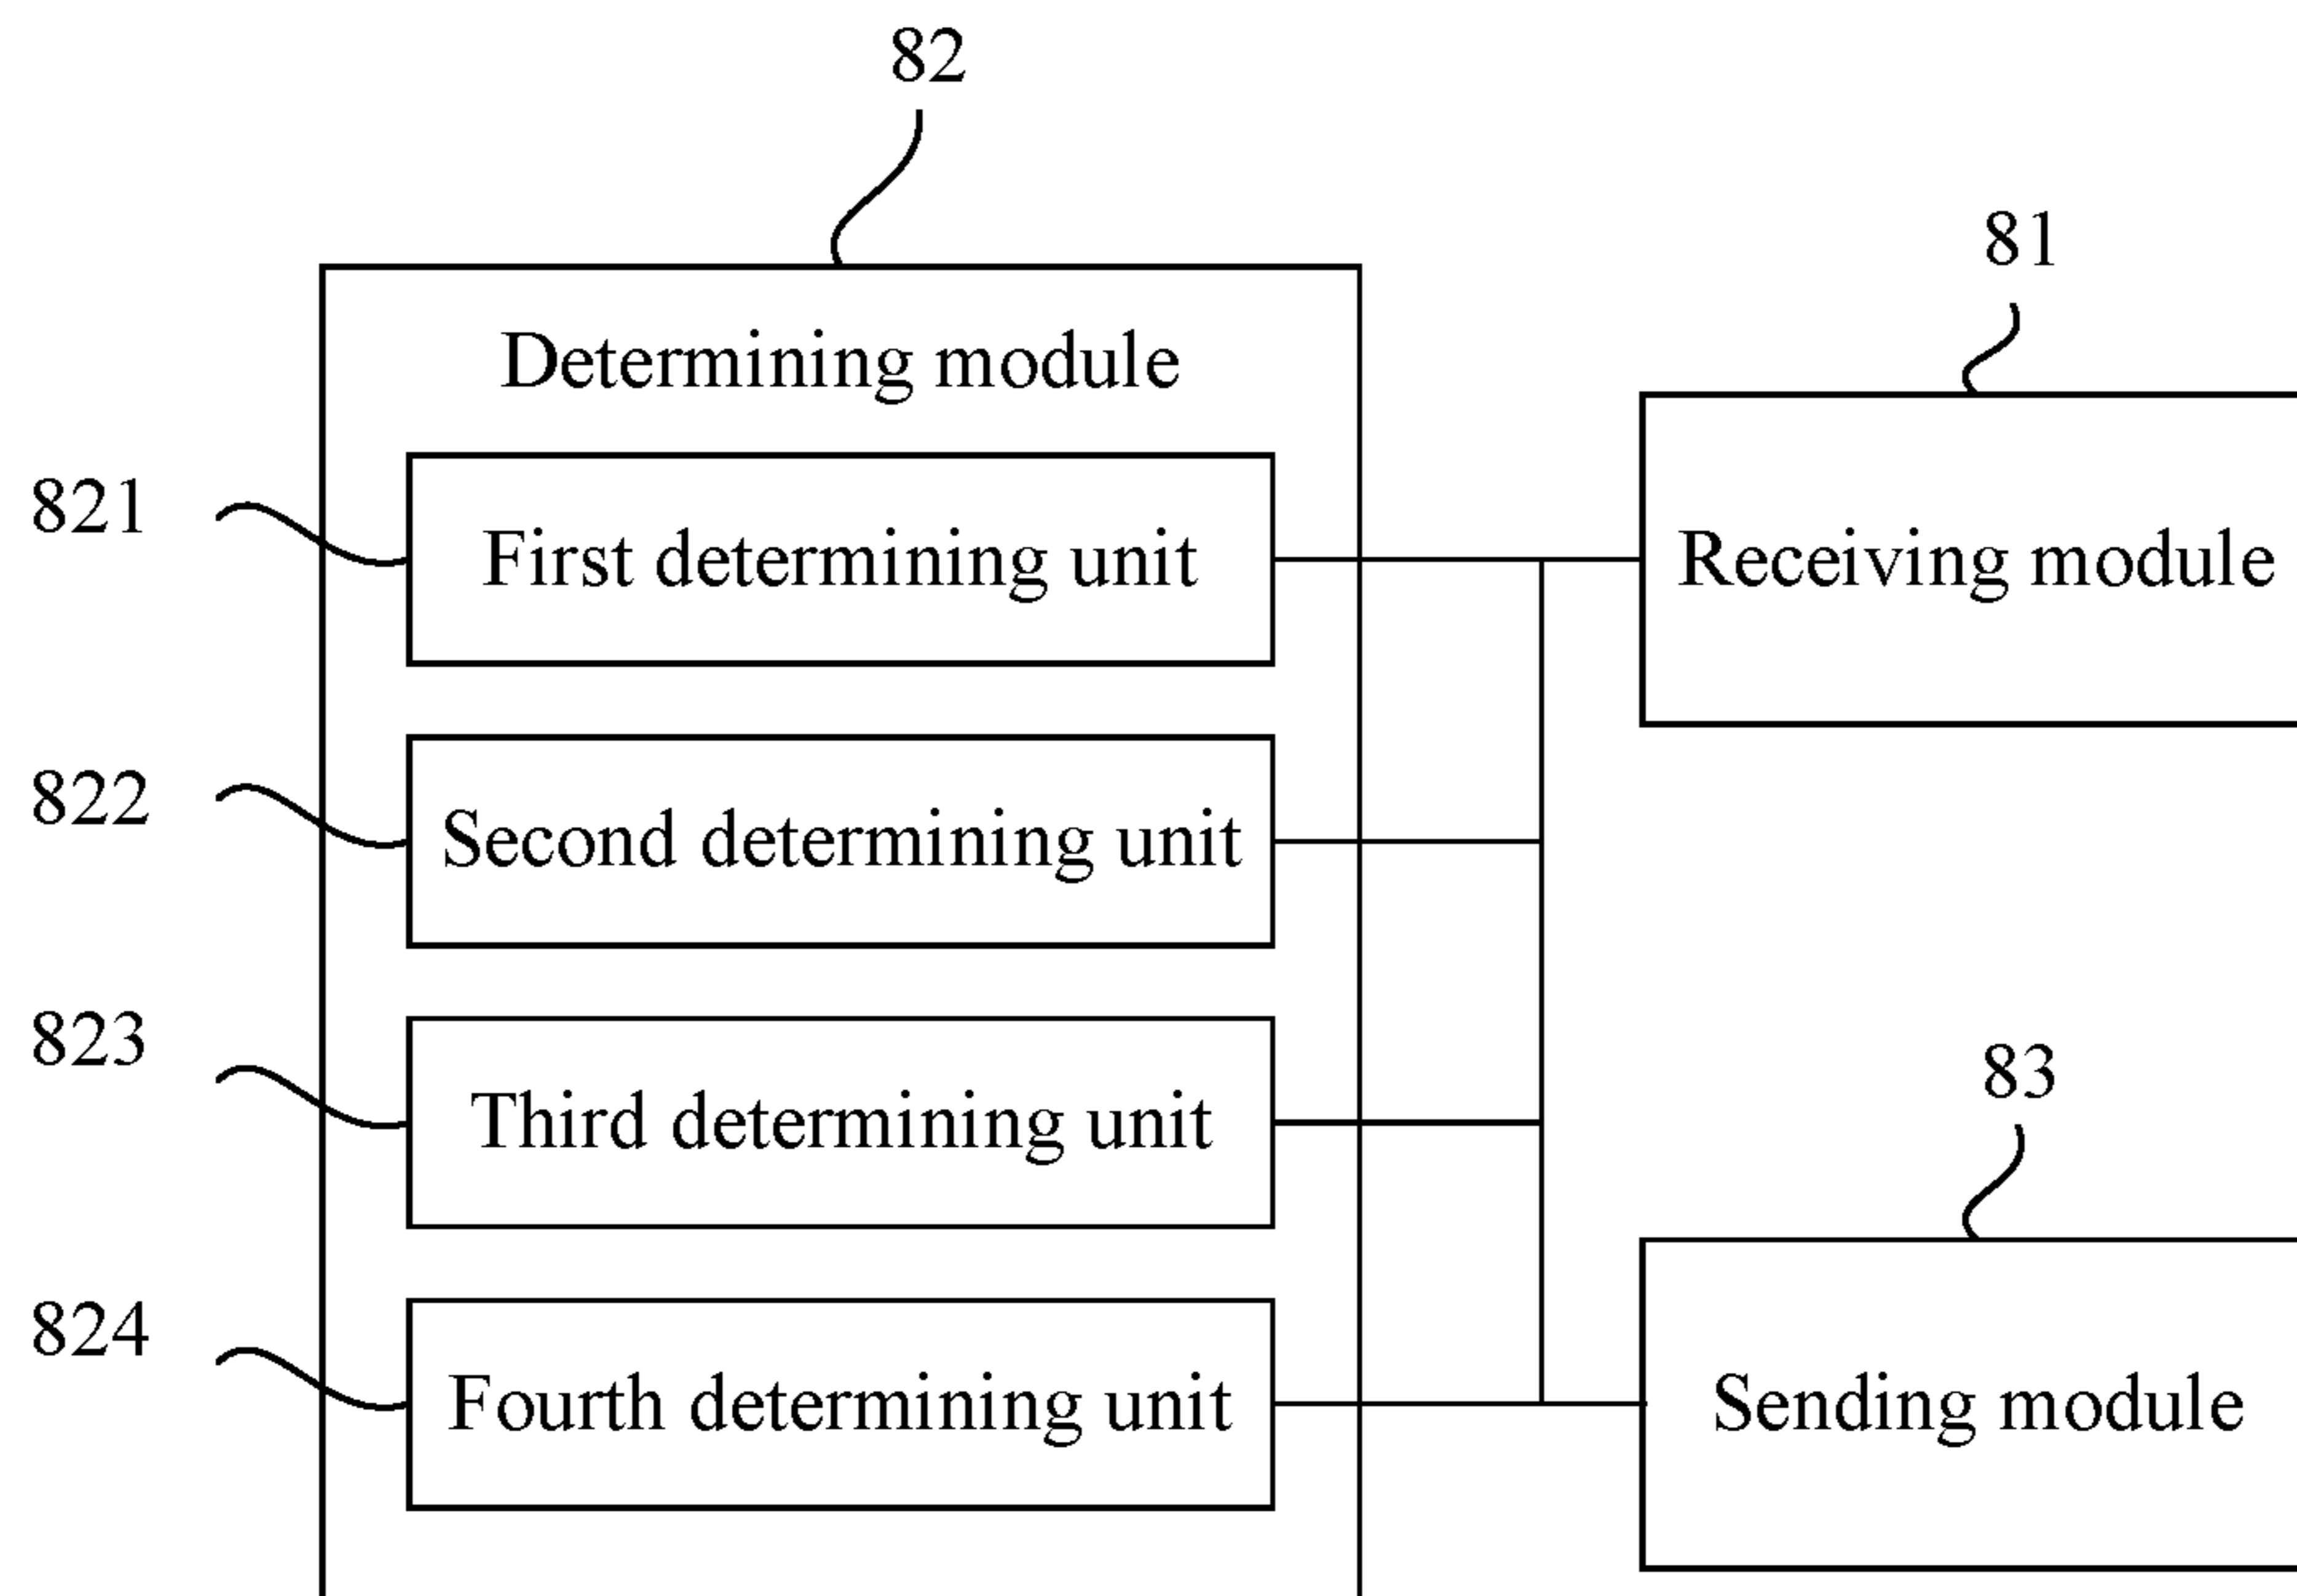 82
81
Determining module
821
First determining unit
Receiving module
822
Second determining unit
823
Third determining unit
83
824
Fourth determining unit
Sending module